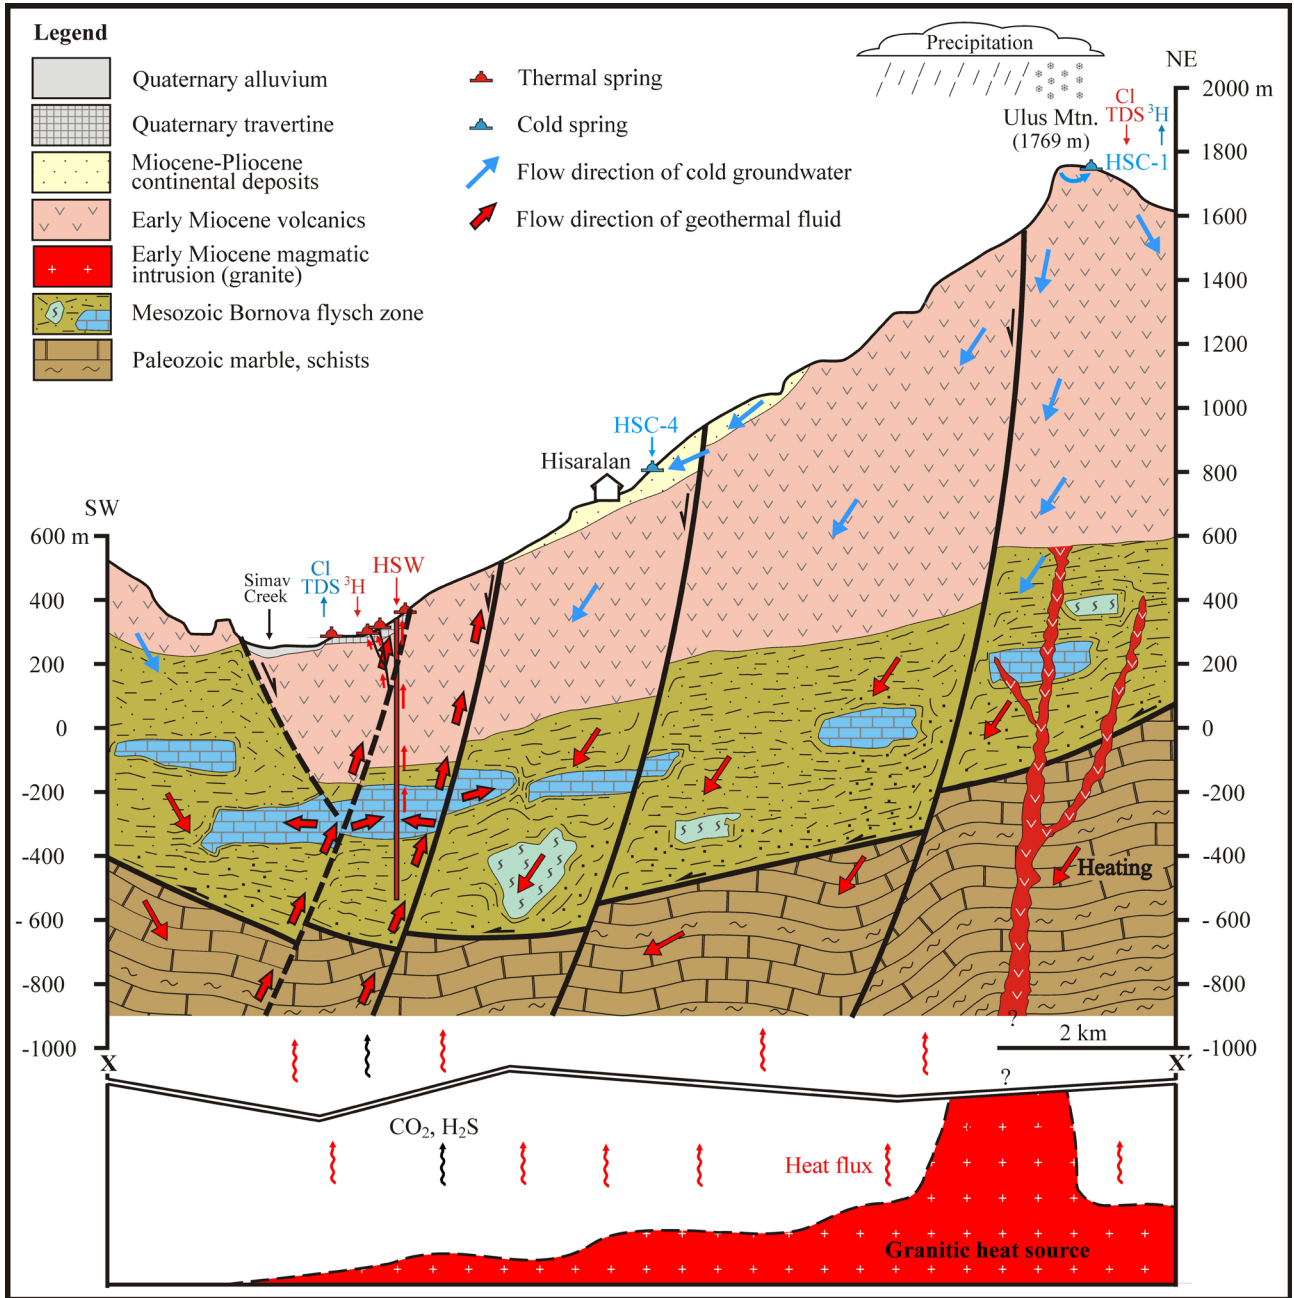 Legend
Quaternary alluvium
Quaternary travertine
Miocene-Pliocene
continental deposits
Early Miocene volcanics
Early Miocene magmatic
intrusion (granite)
Mesozoic Bornova flysch zone
Paleozoic marble, schists
Thermal spring
Cold spring
Flow direction of cold groundwater
Flow direction of geothermal fluid
Precipitation
NE
2000 m
1800
1600
1400
1200
1000
800
600
400
200
0
-200
-400
-600
-800
-1000
Cl
TDS ³H
Ulus Mtn.
(1769 m)
HSC-1
HSC-4
Hisaralan
SW
600 m
400
200
0
-200
-400
- 600
-800
-1000
Simav
Creek
Cl
TDS ³H
HSW
Heating
?
2 km
X
X´
?
CO₂, H₂S
Heat flux
Granitic heat source